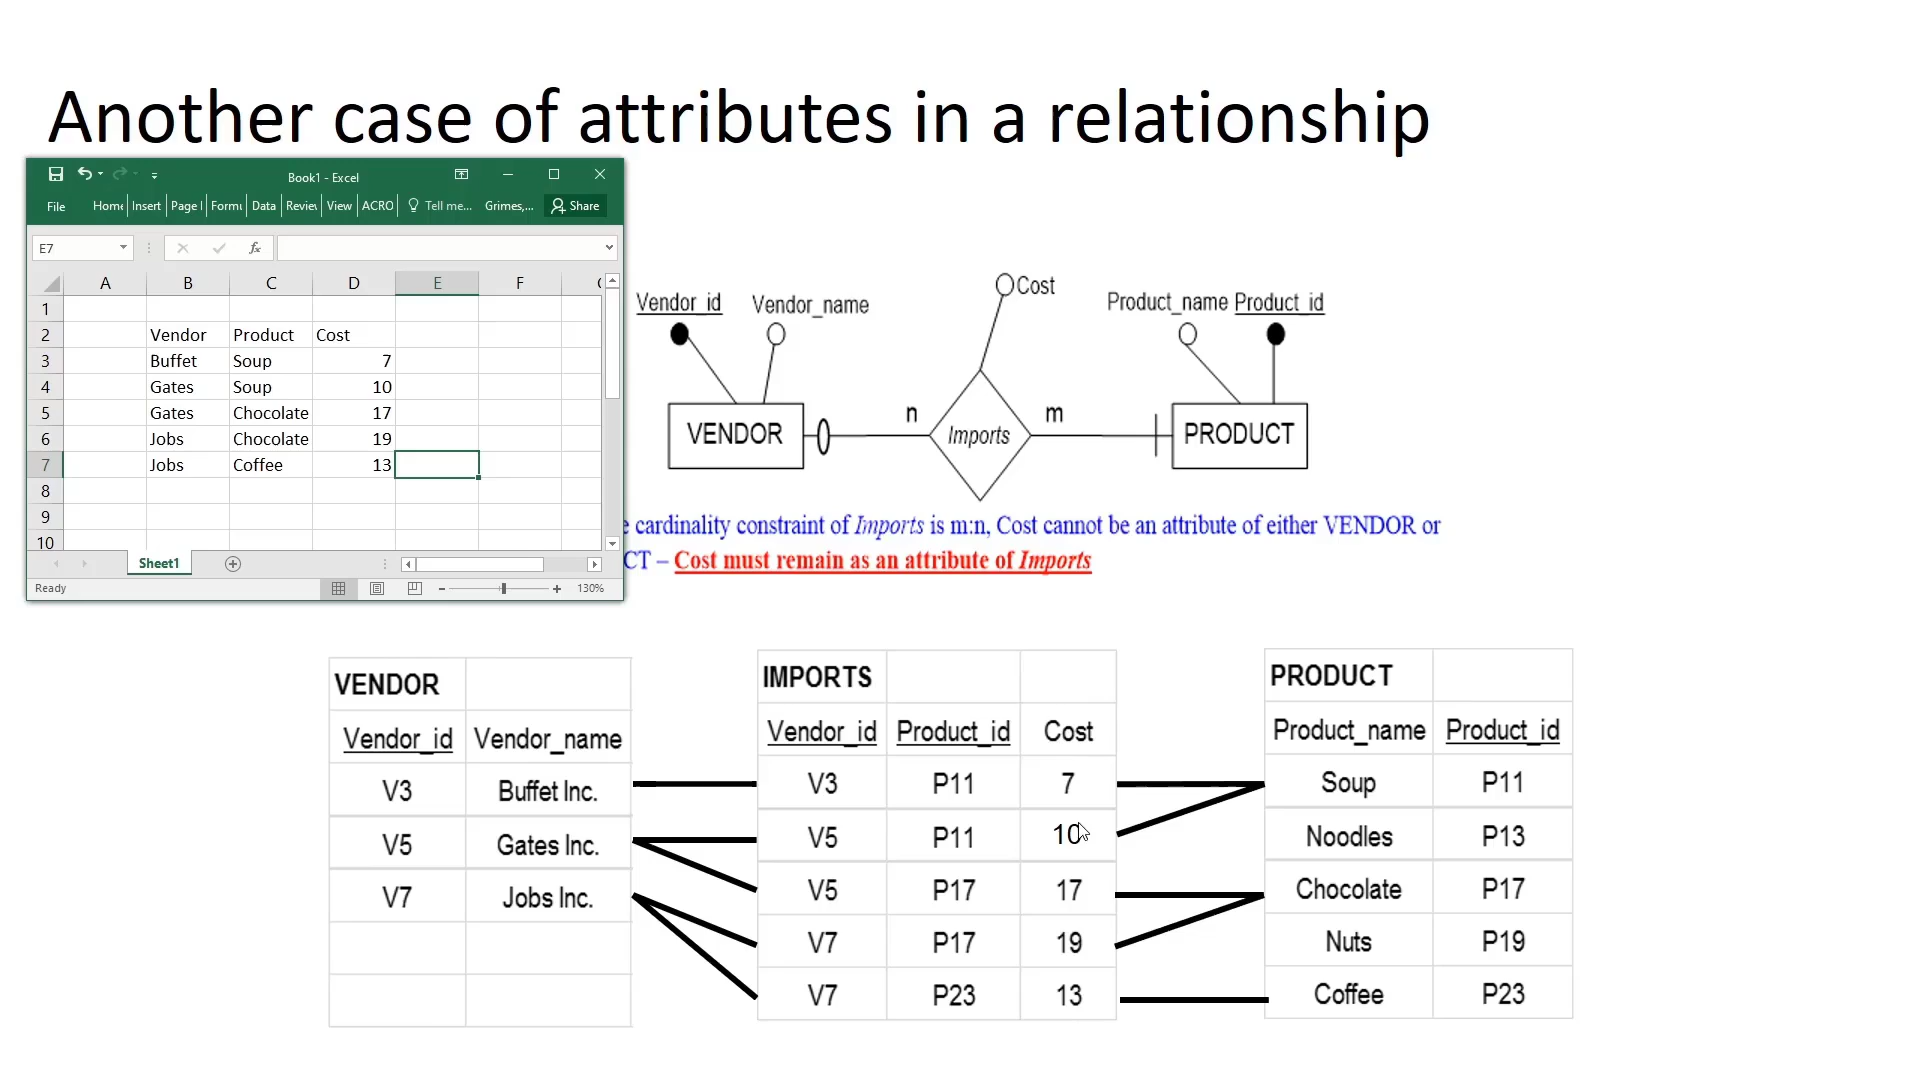 Another case of attributes in a relationship
Book1 - Excel
File Home Insert Page Formu Data Review View ACRO Tell me... Grimes,... Share
E7
fx
A B C D E F
1
2 Vendor Product Cost
3 Buffet Soup 7
4 Gates Soup 10
5 Gates Chocolate 17
6 Jobs Chocolate 19
7 Jobs Coffee 13
8
9
10
Sheet1
Ready 130%
Vendor_id Vendor_name Cost Product_name Product_id
VENDOR n Imports m PRODUCT
e cardinality constraint of Imports is m:n, Cost cannot be an attribute of either VENDOR or
CT – Cost must remain as an attribute of Imports
VENDOR
Vendor_id Vendor_name
V3 Buffet Inc.
V5 Gates Inc.
V7 Jobs Inc.
IMPORTS
Vendor_id Product_id Cost
V3 P11 7
V5 P11 10
V5 P17 17
V7 P17 19
V7 P23 13
PRODUCT
Product_name Product_id
Soup P11
Noodles P13
Chocolate P17
Nuts P19
Coffee P23